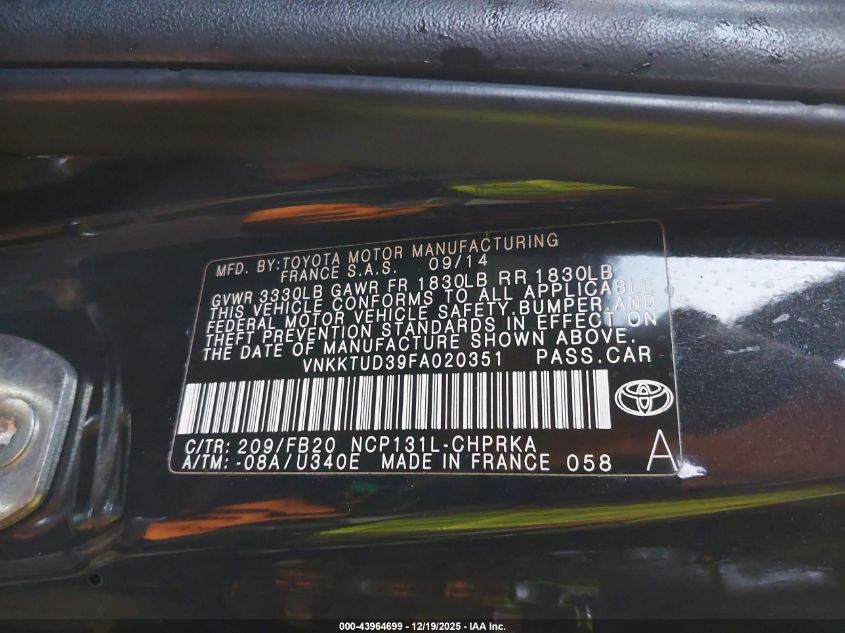 MFD. BY:TOYOTA MOTOR MANUFACTURING
FRANCE S.A.S. 09/14
GVWR 3330LB GAWR FR 1830LB RR 1830LB
THIS VEHICLE CONFORMS TO ALL APPLICABLE
FEDERAL MOTOR VEHICLE SAFETY, BUMPER, AND
THEFT PREVENTION STANDARDS IN EFFECT ON
THE DATE OF MANUFACTURE SHOWN ABOVE.
VNKKTUD39FA020351 PASS.CAR
C/TR: 209/FB20 NCP131L-CHPRKA
A/TM: -08A/U340E MADE IN FRANCE 058 A
000-43964699 - 12/19/2025 - IAA Inc.